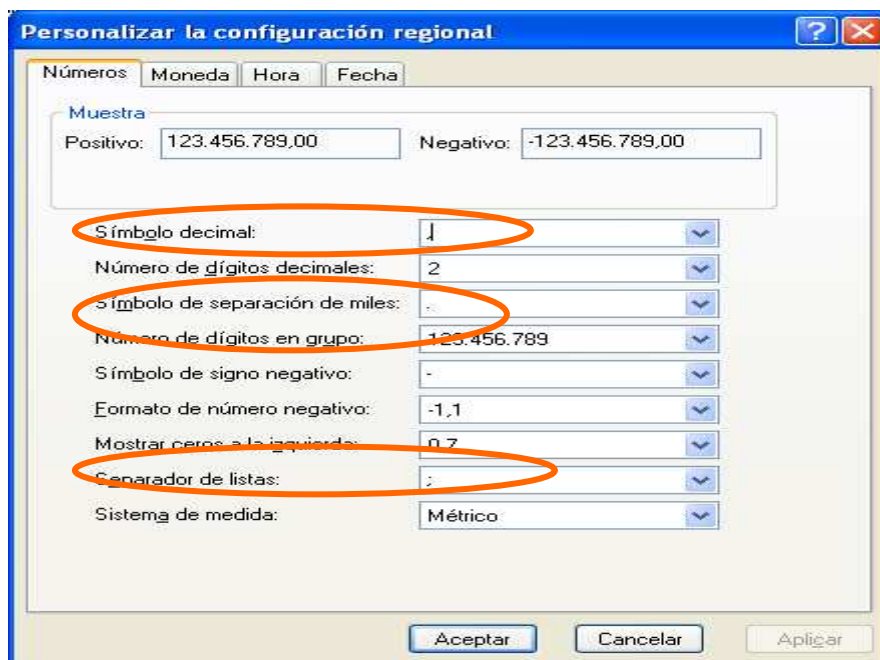 Personalizar la configuración regional
Números Moneda Hora Fecha
Muestra
Positivo: 123.456.789,00 Negativo: -123.456.789,00
Símbolo decimal: ,
Número de dígitos decimales: 2
Símbolo de separación de miles: .
Número de dígitos en grupo: 123.456.789
Símbolo de signo negativo: -
Formato de número negativo: -1,1
Mostrar ceros a la izquierda: 0,7
Separador de listas: ;
Sistema de medida: Métrico
Aceptar Cancelar Aplicar